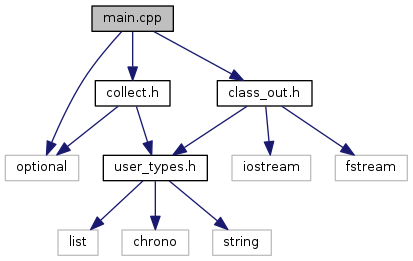 main.cpp
collect.h
class_out.h
optional
user_types.h
iostream
fstream
list
chrono
string